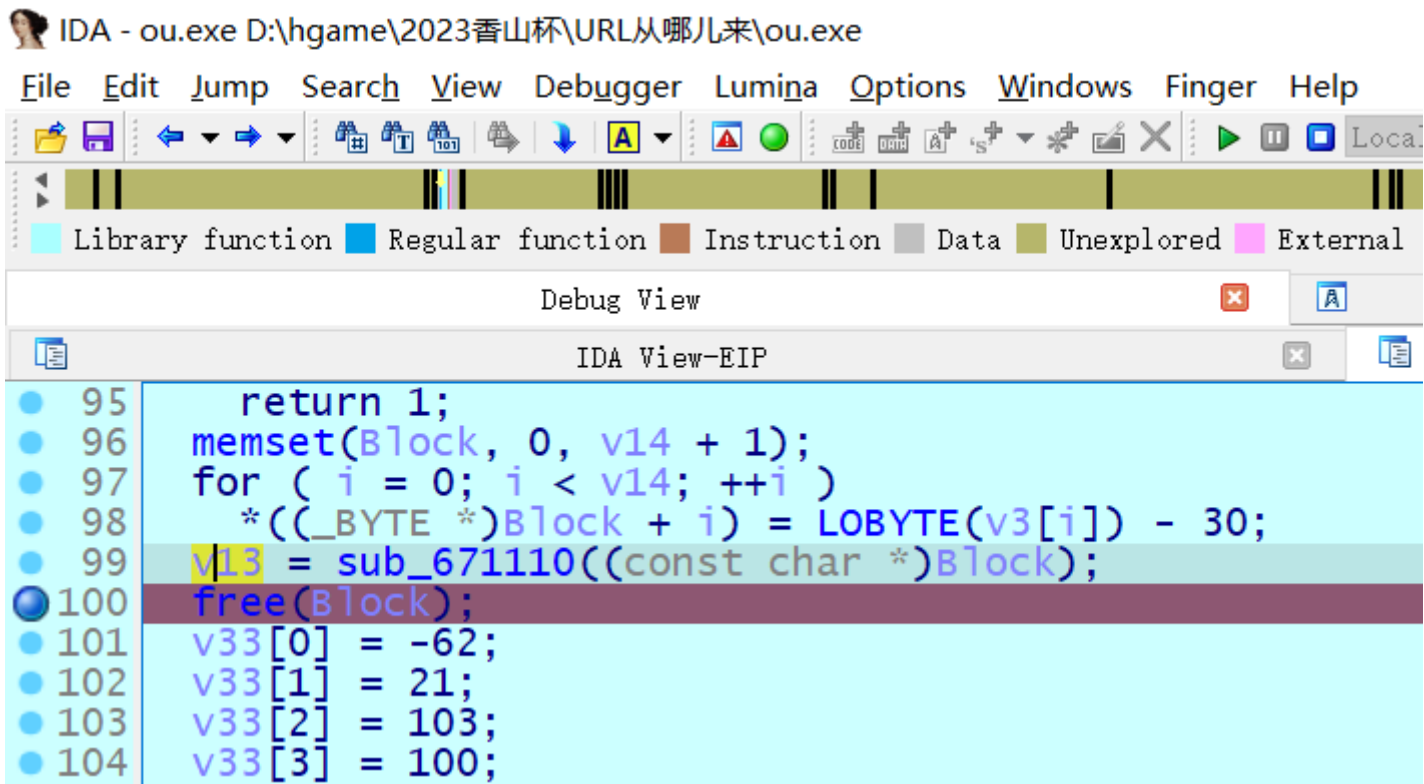 IDA - ou.exe D:\hgame\2023香山杯\URL从哪儿来\ou.exe
File Edit Jump Search View Debugger Lumina Options Windows Finger Help
Local
Library function Regular function Instruction Data Unexplored External
Debug View
IDA View-EIP
95 return 1;
96 memset(Block, 0, v14 + 1);
97 for ( i = 0; i < v14; ++i )
98 *((_BYTE *)Block + i) = LOBYTE(v3[i]) - 30;
99 v13 = sub_671110((const char *)Block);
100 free(Block);
101 v33[0] = -62;
102 v33[1] = 21;
103 v33[2] = 103;
104 v33[3] = 100;